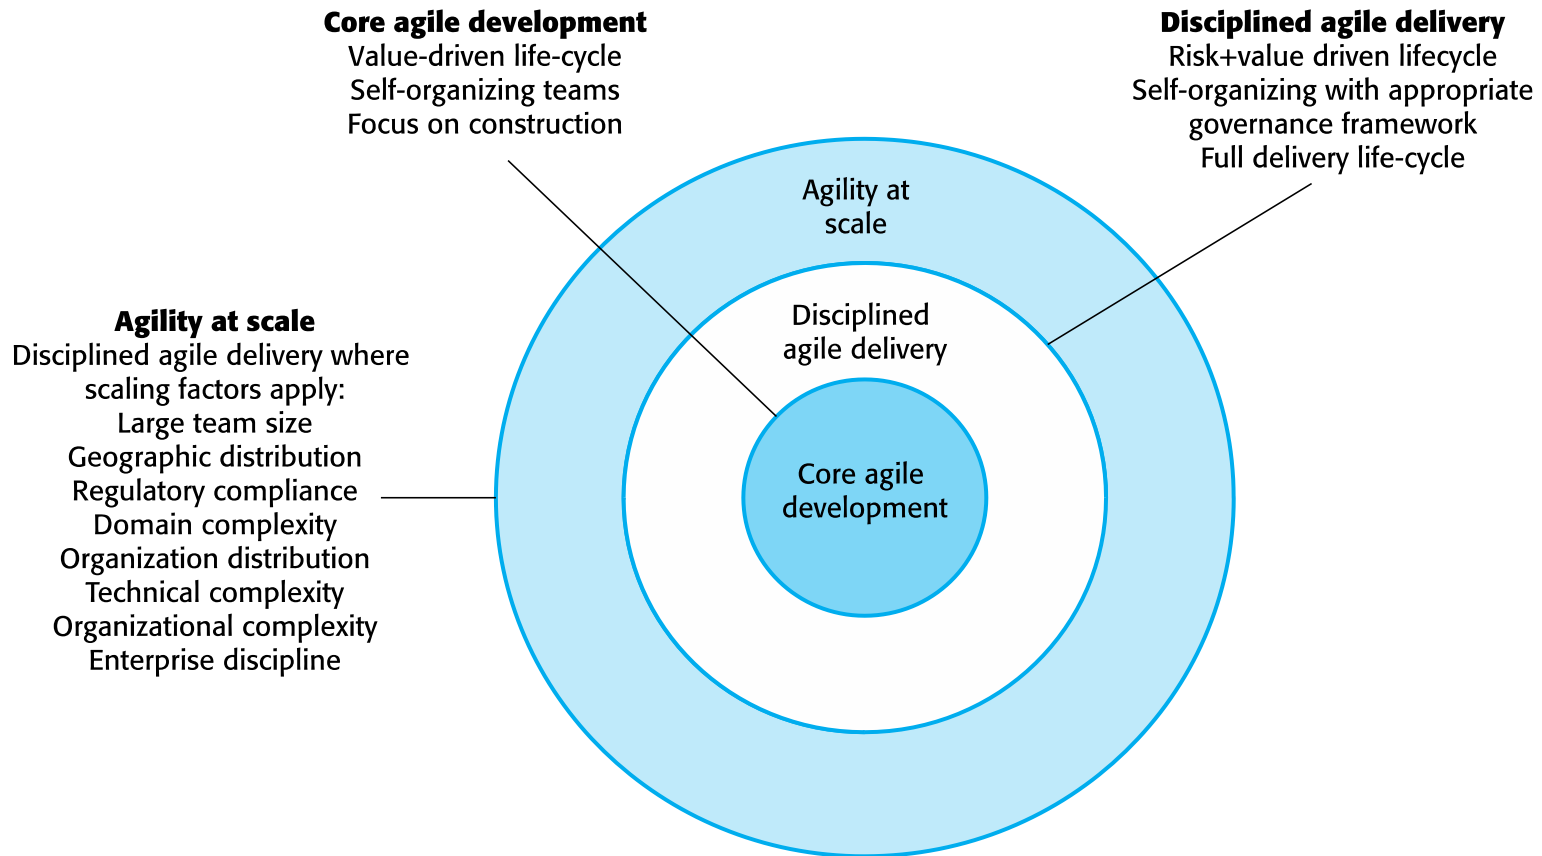 Core agile development
Value-driven life-cycle
Self-organizing teams
Focus on construction
Disciplined agile delivery
Risk+value driven lifecycle
Self-organizing with appropriate
governance framework
Full delivery life-cycle
Agility at
scale
Disciplined
agile delivery
Core agile
development
Agility at scale
Disciplined agile delivery where
scaling factors apply:
Large team size
Geographic distribution
Regulatory compliance
Domain complexity
Organization distribution
Technical complexity
Organizational complexity
Enterprise discipline